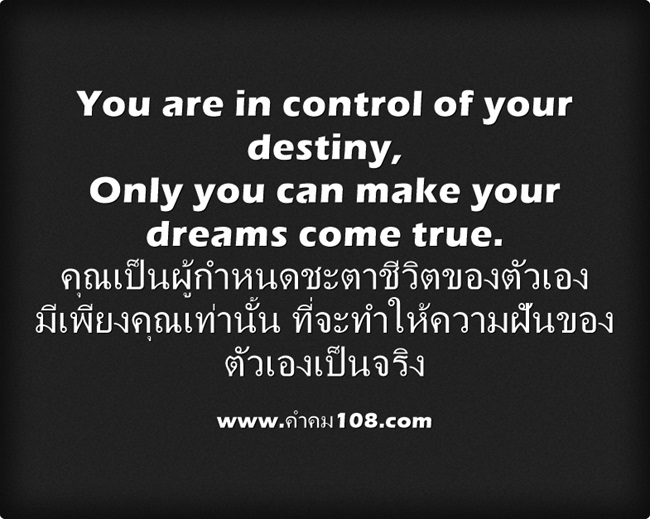 You are in control of your
destiny,
Only you can make your
dreams come true.
คุณเป็นผู้กำหนดชะตาชีวิตของตัวเอง
มีเพียงคุณเท่านั้น ที่จะทำให้ความฝันของ
ตัวเองเป็นจริง
www.คำคม108.com